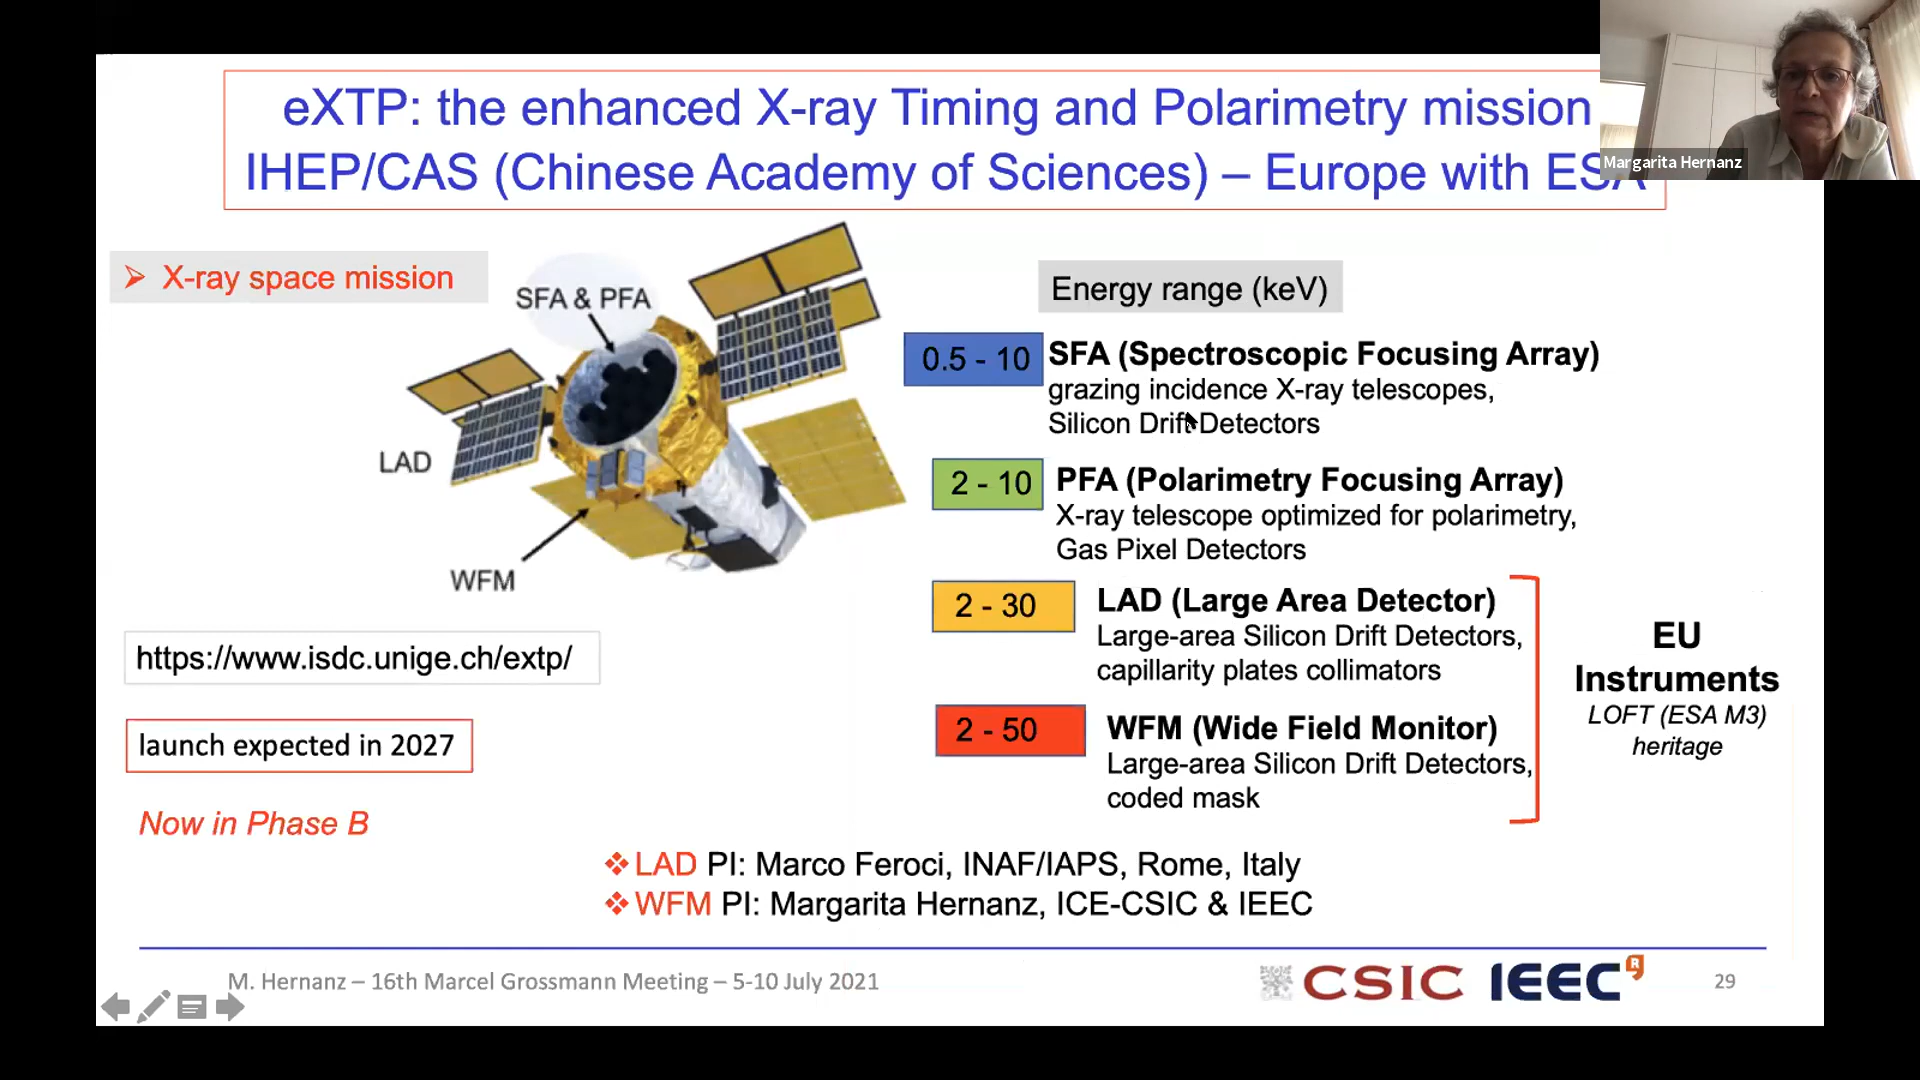 eXTP: the enhanced X-ray Timing and Polarimetry mission
IHEP/CAS (Chinese Academy of Sciences) – Europe with ESA
Margarita Hernanz
➢ X-ray space mission
SFA & PFA
LAD
WFM
https://www.isdc.unige.ch/extp/
launch expected in 2027
Now in Phase B
Energy range (keV)
0.5 - 10
SFA (Spectroscopic Focusing Array)
grazing incidence X-ray telescopes,
Silicon Drift Detectors
2 - 10
PFA (Polarimetry Focusing Array)
X-ray telescope optimized for polarimetry,
Gas Pixel Detectors
2 - 30
LAD (Large Area Detector)
Large-area Silicon Drift Detectors,
capillarity plates collimators
2 - 50
WFM (Wide Field Monitor)
Large-area Silicon Drift Detectors,
coded mask
EU
Instruments
LOFT (ESA M3)
heritage
❖ LAD PI: Marco Feroci, INAF/IAPS, Rome, Italy
❖ WFM PI: Margarita Hernanz, ICE-CSIC & IEEC
M. Hernanz – 16th Marcel Grossmann Meeting – 5-10 July 2021
CSIC
IEEC R
29